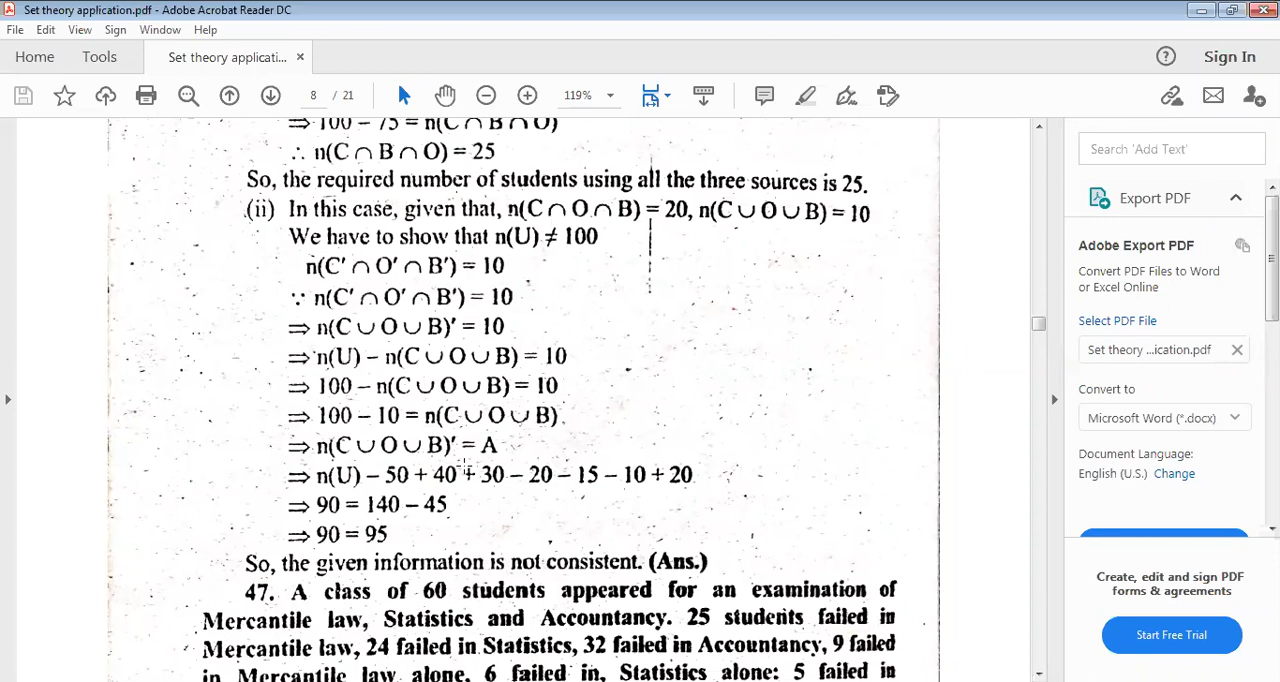 Set theory application.pdf - Adobe Acrobat Reader DC
File Edit View Sign Window Help
Home Tools Set theory applicati... × Sign In
8 / 21 119%
⇒ 100 − 75 = n(C ∩ B ∩ O)
∴ n(C ∩ B ∩ O) = 25
So, the required number of students using all the three sources is 25.
(ii) In this case, given that, n(C ∩ O ∩ B) = 20, n(C ∪ O ∪ B) = 10
We have to show that n(U) ≠ 100
n(C′ ∩ O′ ∩ B′) = 10
∵ n(C′ ∩ O′ ∩ B′) = 10
⇒ n(C ∪ O ∪ B)′ = 10
⇒ n(U) − n(C ∪ O ∪ B) = 10
⇒ 100 − n(C ∪ O ∪ B) = 10
⇒ 100 − 10 = n(C ∪ O ∪ B)
⇒ n(C ∪ O ∪ B)′ = A
⇒ n(U) − 50 + 40 + 30 − 20 − 15 − 10 + 20
⇒ 90 = 140 − 45
⇒ 90 = 95
So, the given information is not consistent. (Ans.)
47. A class of 60 students appeared for an examination of
Mercantile law, Statistics and Accountancy. 25 students failed in
Mercantile law, 24 failed in Statistics, 32 failed in Accountancy, 9 failed
in Mercantile law alone, 6 failed in, Statistics alone: 5 failed in
Search 'Add Text'
Export PDF
Adobe Export PDF
Convert PDF Files to Word
or Excel Online
Select PDF File
Set theory ...ication.pdf ×
Convert to
Microsoft Word (*.docx)
Document Language:
English (U.S.) Change
Create, edit and sign PDF
forms & agreements
Start Free Trial